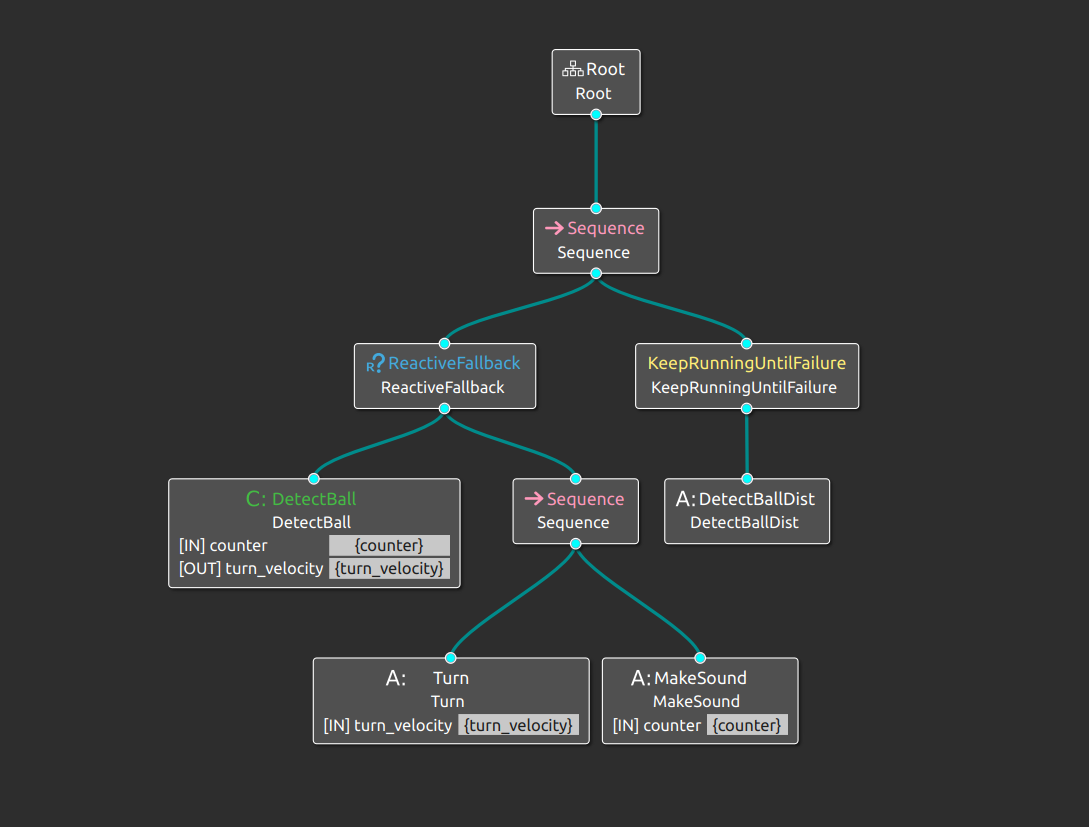 Root
Root
Sequence
Sequence
R?ReactiveFallback
ReactiveFallback
KeepRunningUntilFailure
KeepRunningUntilFailure
C: DetectBall
DetectBall
[IN] counter {counter}
[OUT] turn_velocity {turn_velocity}
Sequence
Sequence
A: DetectBallDist
DetectBallDist
A: Turn
Turn
[IN] turn_velocity {turn_velocity}
A: MakeSound
MakeSound
[IN] counter {counter}